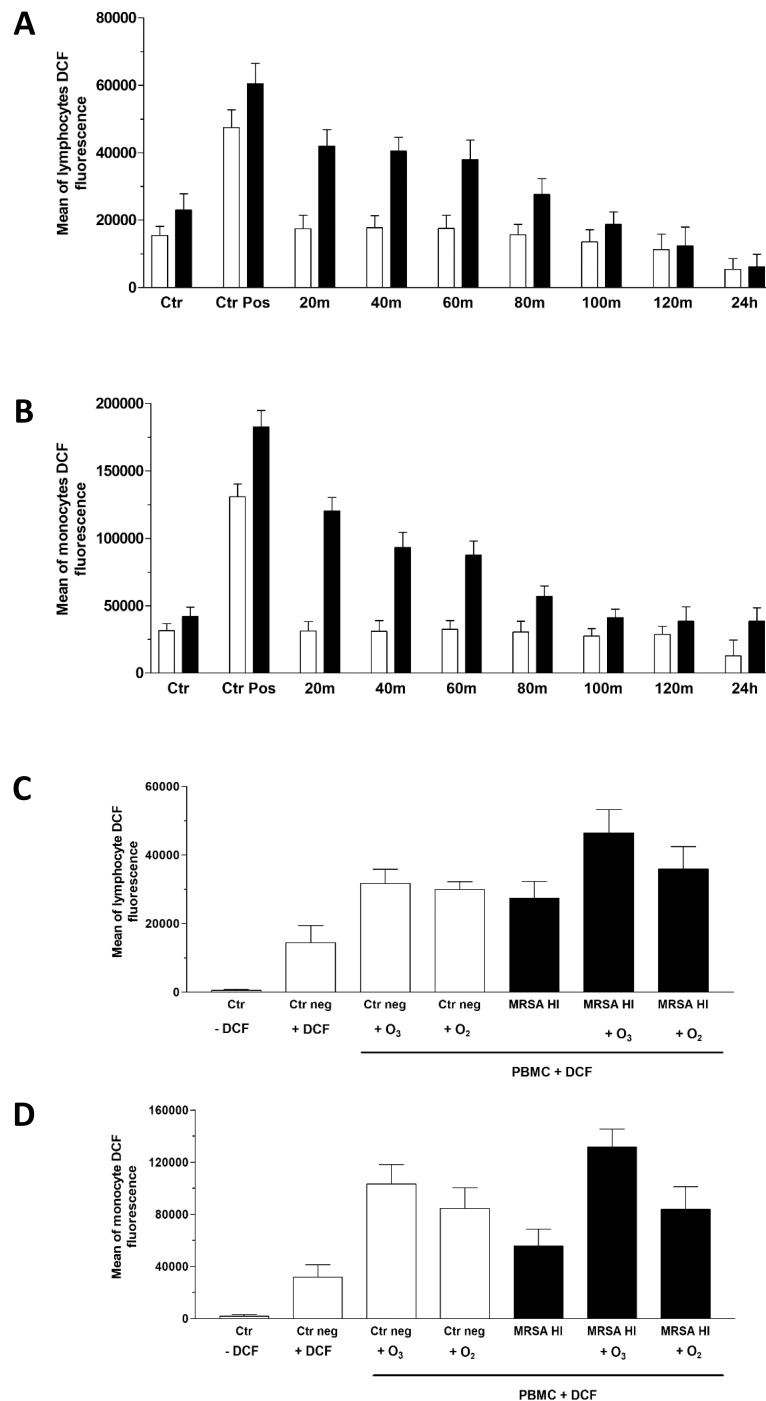 A
Mean of lymphocytes DCF
fluorescence
80000
60000
40000
20000
0
Ctr Ctr Pos 20m 40m 60m 80m 100m 120m 24h
B
Mean of monocytes DCF
fluorescence
200000
150000
100000
50000
0
Ctr Ctr Pos 20m 40m 60m 80m 100m 120m 24h
C
Mean of lymphocyte DCF
fluorescence
60000
40000
20000
0
Ctr Ctr neg Ctr neg Ctr neg MRSA HI MRSA HI MRSA HI
- DCF + DCF + O₃ + O₂ + O₃ + O₂
PBMC + DCF
D
Mean of monocyte DCF
fluorescence
160000
120000
80000
40000
0
Ctr Ctr neg Ctr neg Ctr neg MRSA HI MRSA HI MRSA HI
- DCF + DCF + O₃ + O₂ + O₃ + O₂
PBMC + DCF